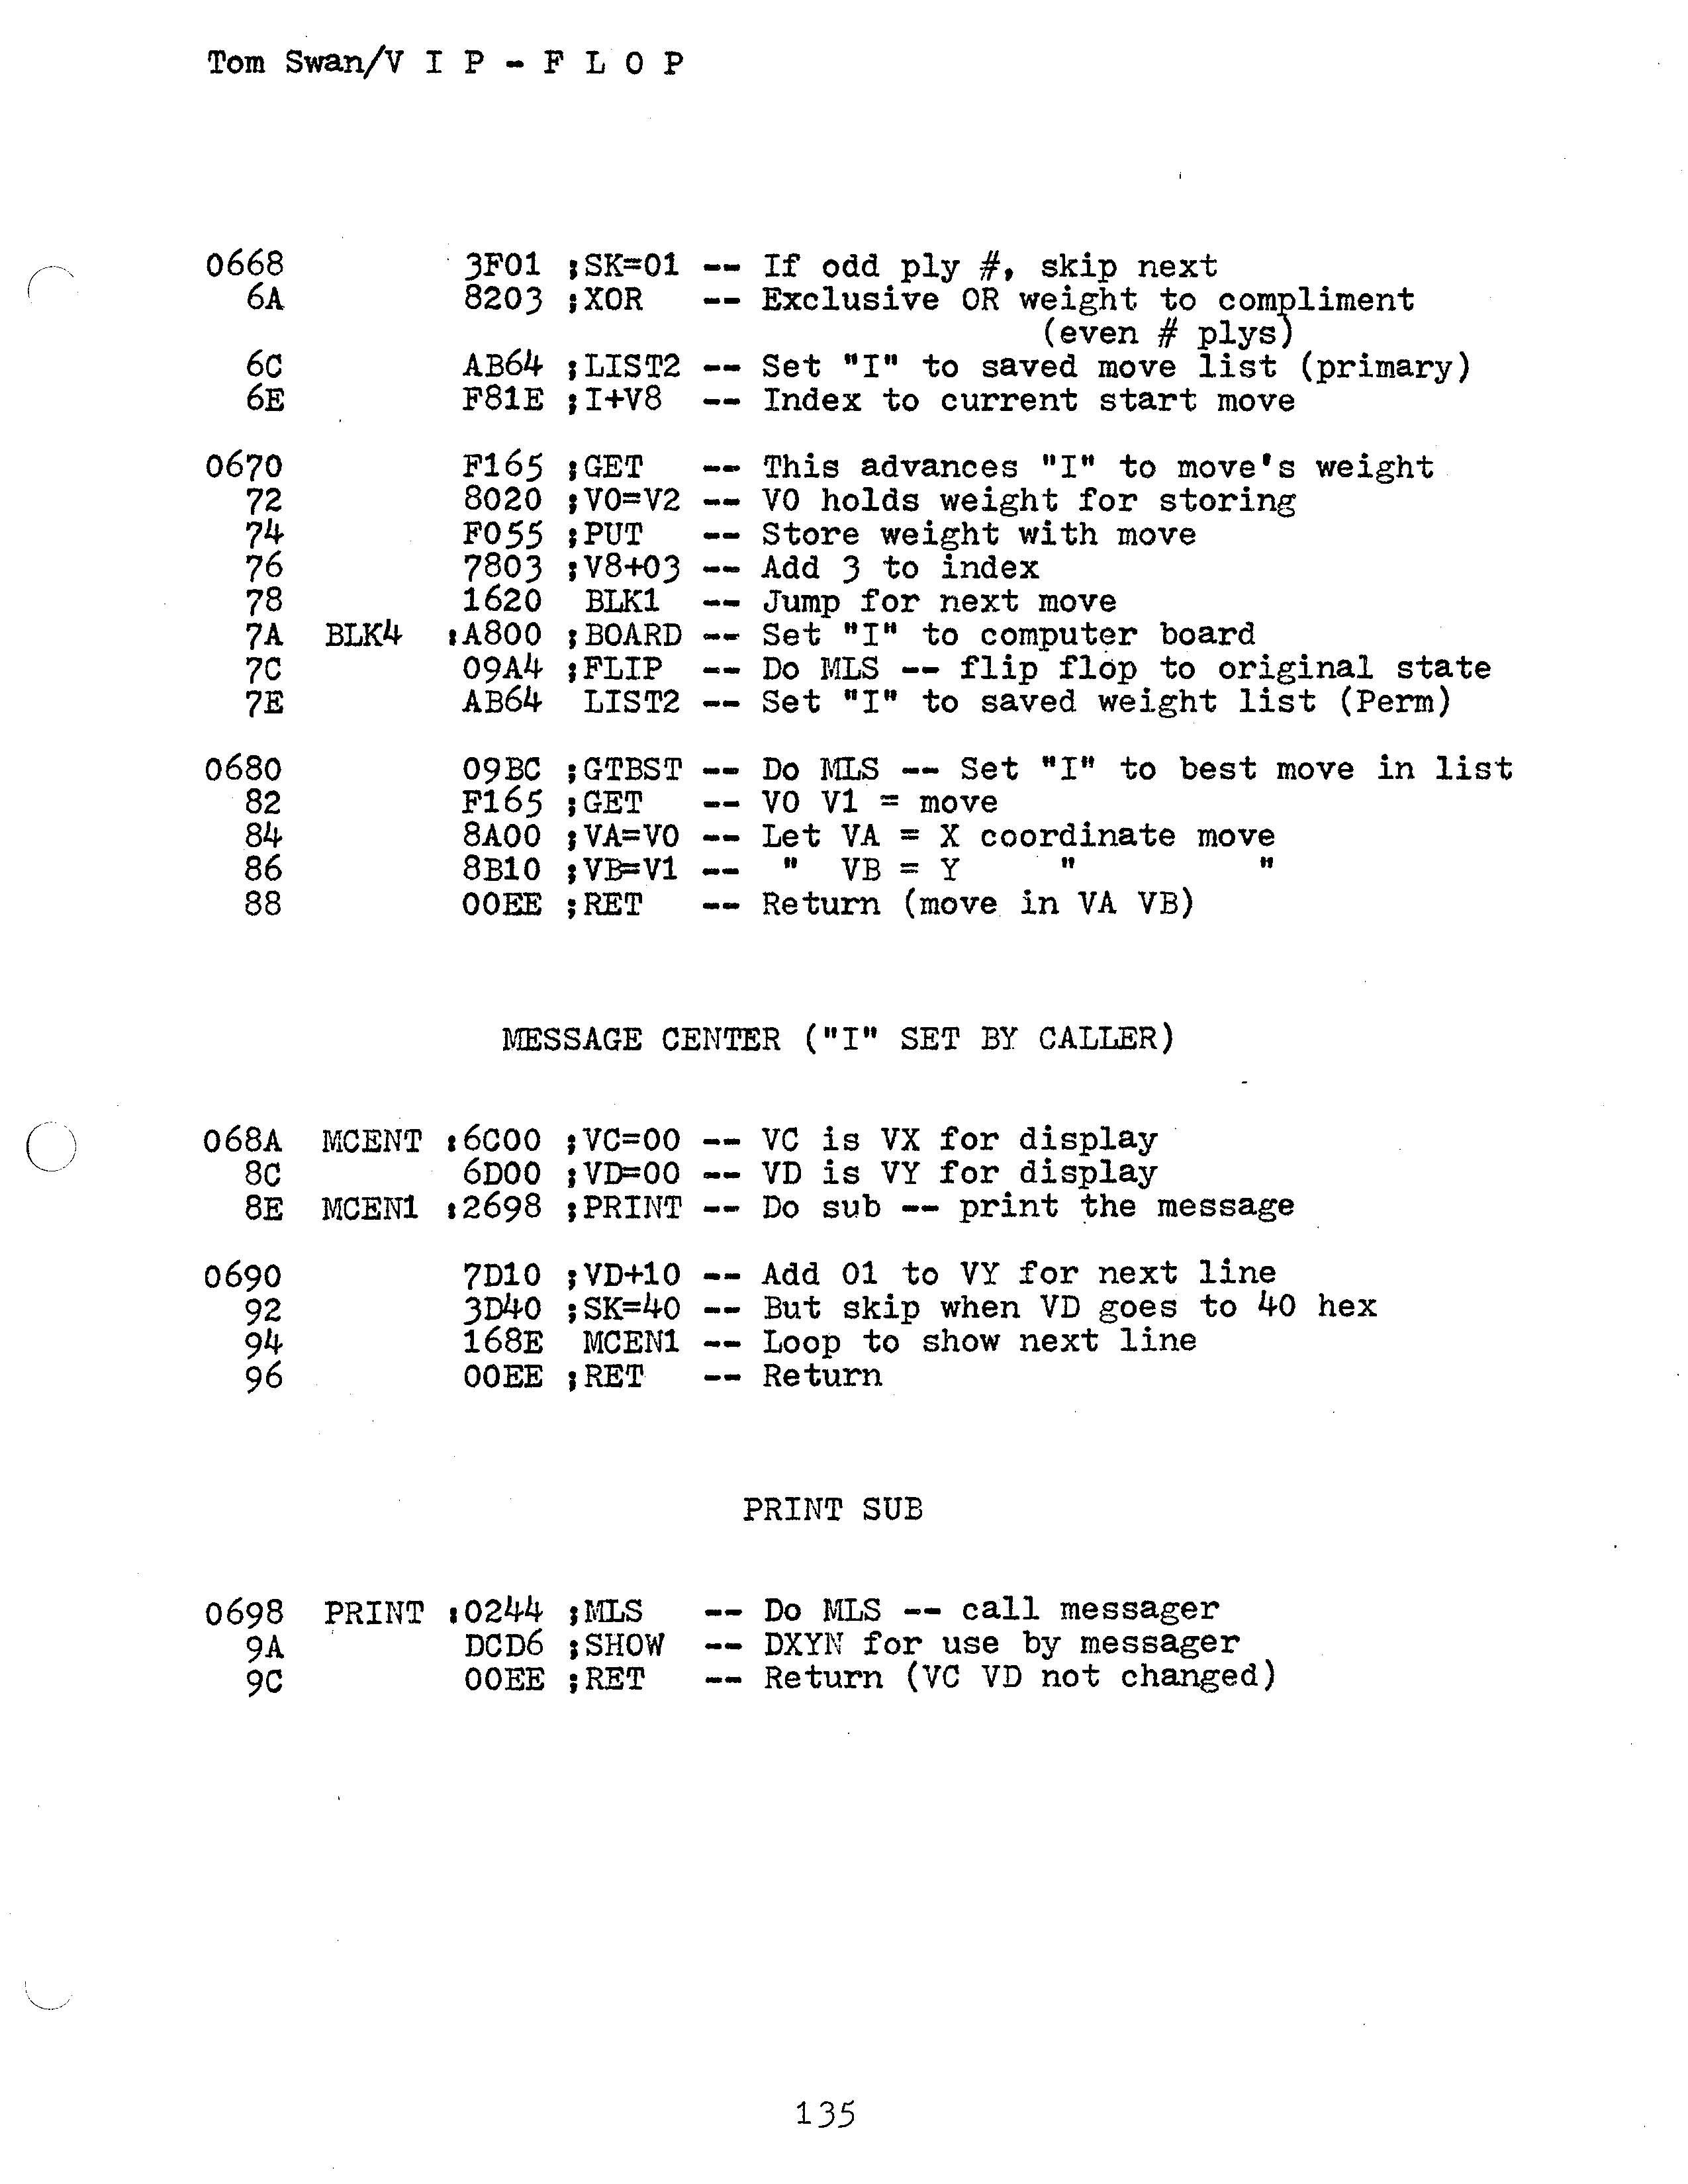 Tom Swan/V I P - F L O P
0668 3F01 ;SK=01 -- If odd ply #, skip next
6A 8203 ;XOR -- Exclusive OR weight to compliment
(even # plys)
6C AB64 ;LIST2 -- Set "I" to saved move list (primary)
6E F81E ;I+V8 -- Index to current start move
0670 F165 ;GET -- This advances "I" to move's weight
72 8020 ;V0=V2 -- V0 holds weight for storing
74 F055 ;PUT -- Store weight with move
76 7803 ;V8+03 -- Add 3 to index
78 1620 BLK1 -- Jump for next move
7A BLK4 :A800 ;BOARD -- Set "I" to computer board
7C 09A4 ;FLIP -- Do MLS -- flip flop to original state
7E AB64 LIST2 -- Set "I" to saved weight list (Perm)
0680 09BC ;GTBST -- Do MLS -- Set "I" to best move in list
82 F165 ;GET -- V0 V1 = move
84 8A00 ;VA=V0 -- Let VA = X coordinate move
86 8B10 ;VB=V1 -- " VB = Y " "
88 00EE ;RET -- Return (move in VA VB)
MESSAGE CENTER ("I" SET BY CALLER)
068A MCENT :6C00 ;VC=00 -- VC is VX for display
8C 6D00 ;VD=00 -- VD is VY for display
8E MCEN1 :2698 ;PRINT -- Do sub -- print the message
0690 7D10 ;VD+10 -- Add 01 to VY for next line
92 3D40 ;SK=40 -- But skip when VD goes to 40 hex
94 168E MCEN1 -- Loop to show next line
96 00EE ;RET -- Return
PRINT SUB
0698 PRINT :0244 ;MLS -- Do MLS -- call messager
9A DCD6 ;SHOW -- DXYN for use by messager
9C 00EE ;RET -- Return (VC VD not changed)
135